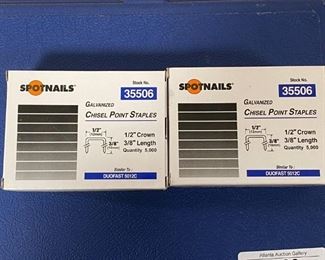 SPOTNAILS
Stock No.
35506
GALVANIZED
CHISEL POINT STAPLES
1/2"
(12mm)
3/8"
1/2" Crown
3/8" Length
Quantity 5,000
Similar To :
DUOFAST 5012C
SPOTNAILS
Stock No.
35506
GALVANIZED
CHISEL POINT STAPLES
1/2"
(12mm)
3/8"
1/2" Crown
3/8" Length
Quantity 5,000
Similar To :
DUOFAST 5012C
Atlanta Auction Gallery